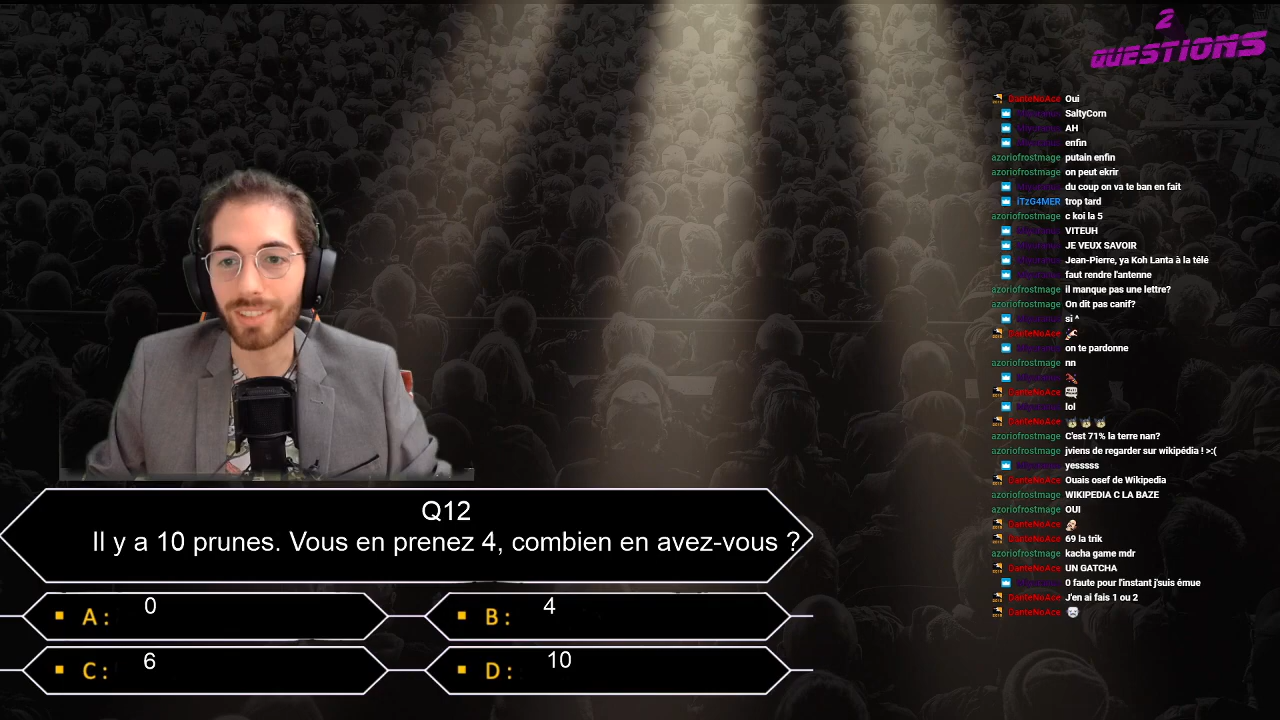 2
QUESTIONS
DanteNoAce Oui
SaltyCorn
AH
enfin
azoriofrostmage putain enfin
azoriofrostmage on peut ekrir
du coup on va te ban en fait
iTzG4MER trop tard
azoriofrostmage c koi la 5
VITEUH
JE VEUX SAVOIR
Jean-Pierre, ya Koh Lanta à la télé
faut rendre l'antenne
azoriofrostmage il manque pas une lettre?
azoriofrostmage On dit pas canif?
si ^
DanteNoAce
on te pardonne
azoriofrostmage nn
DanteNoAce
lol
DanteNoAce
azoriofrostmage C'est 71% la terre nan?
azoriofrostmage jviens de regarder sur wikipédia ! >:(
yesssss
DanteNoAce Ouais osef de Wikipedia
azoriofrostmage WIKIPEDIA C LA BAZE
azoriofrostmage OUI
DanteNoAce
DanteNoAce 69 la trik
azoriofrostmage kacha game mdr
DanteNoAce UN GATCHA
0 faute pour l'instant j'suis émue
DanteNoAce J'en ai fais 1 ou 2
DanteNoAce
Q12
Il y a 10 prunes. Vous en prenez 4, combien en avez-vous ?
A : 0
B : 4
C : 6
D : 10